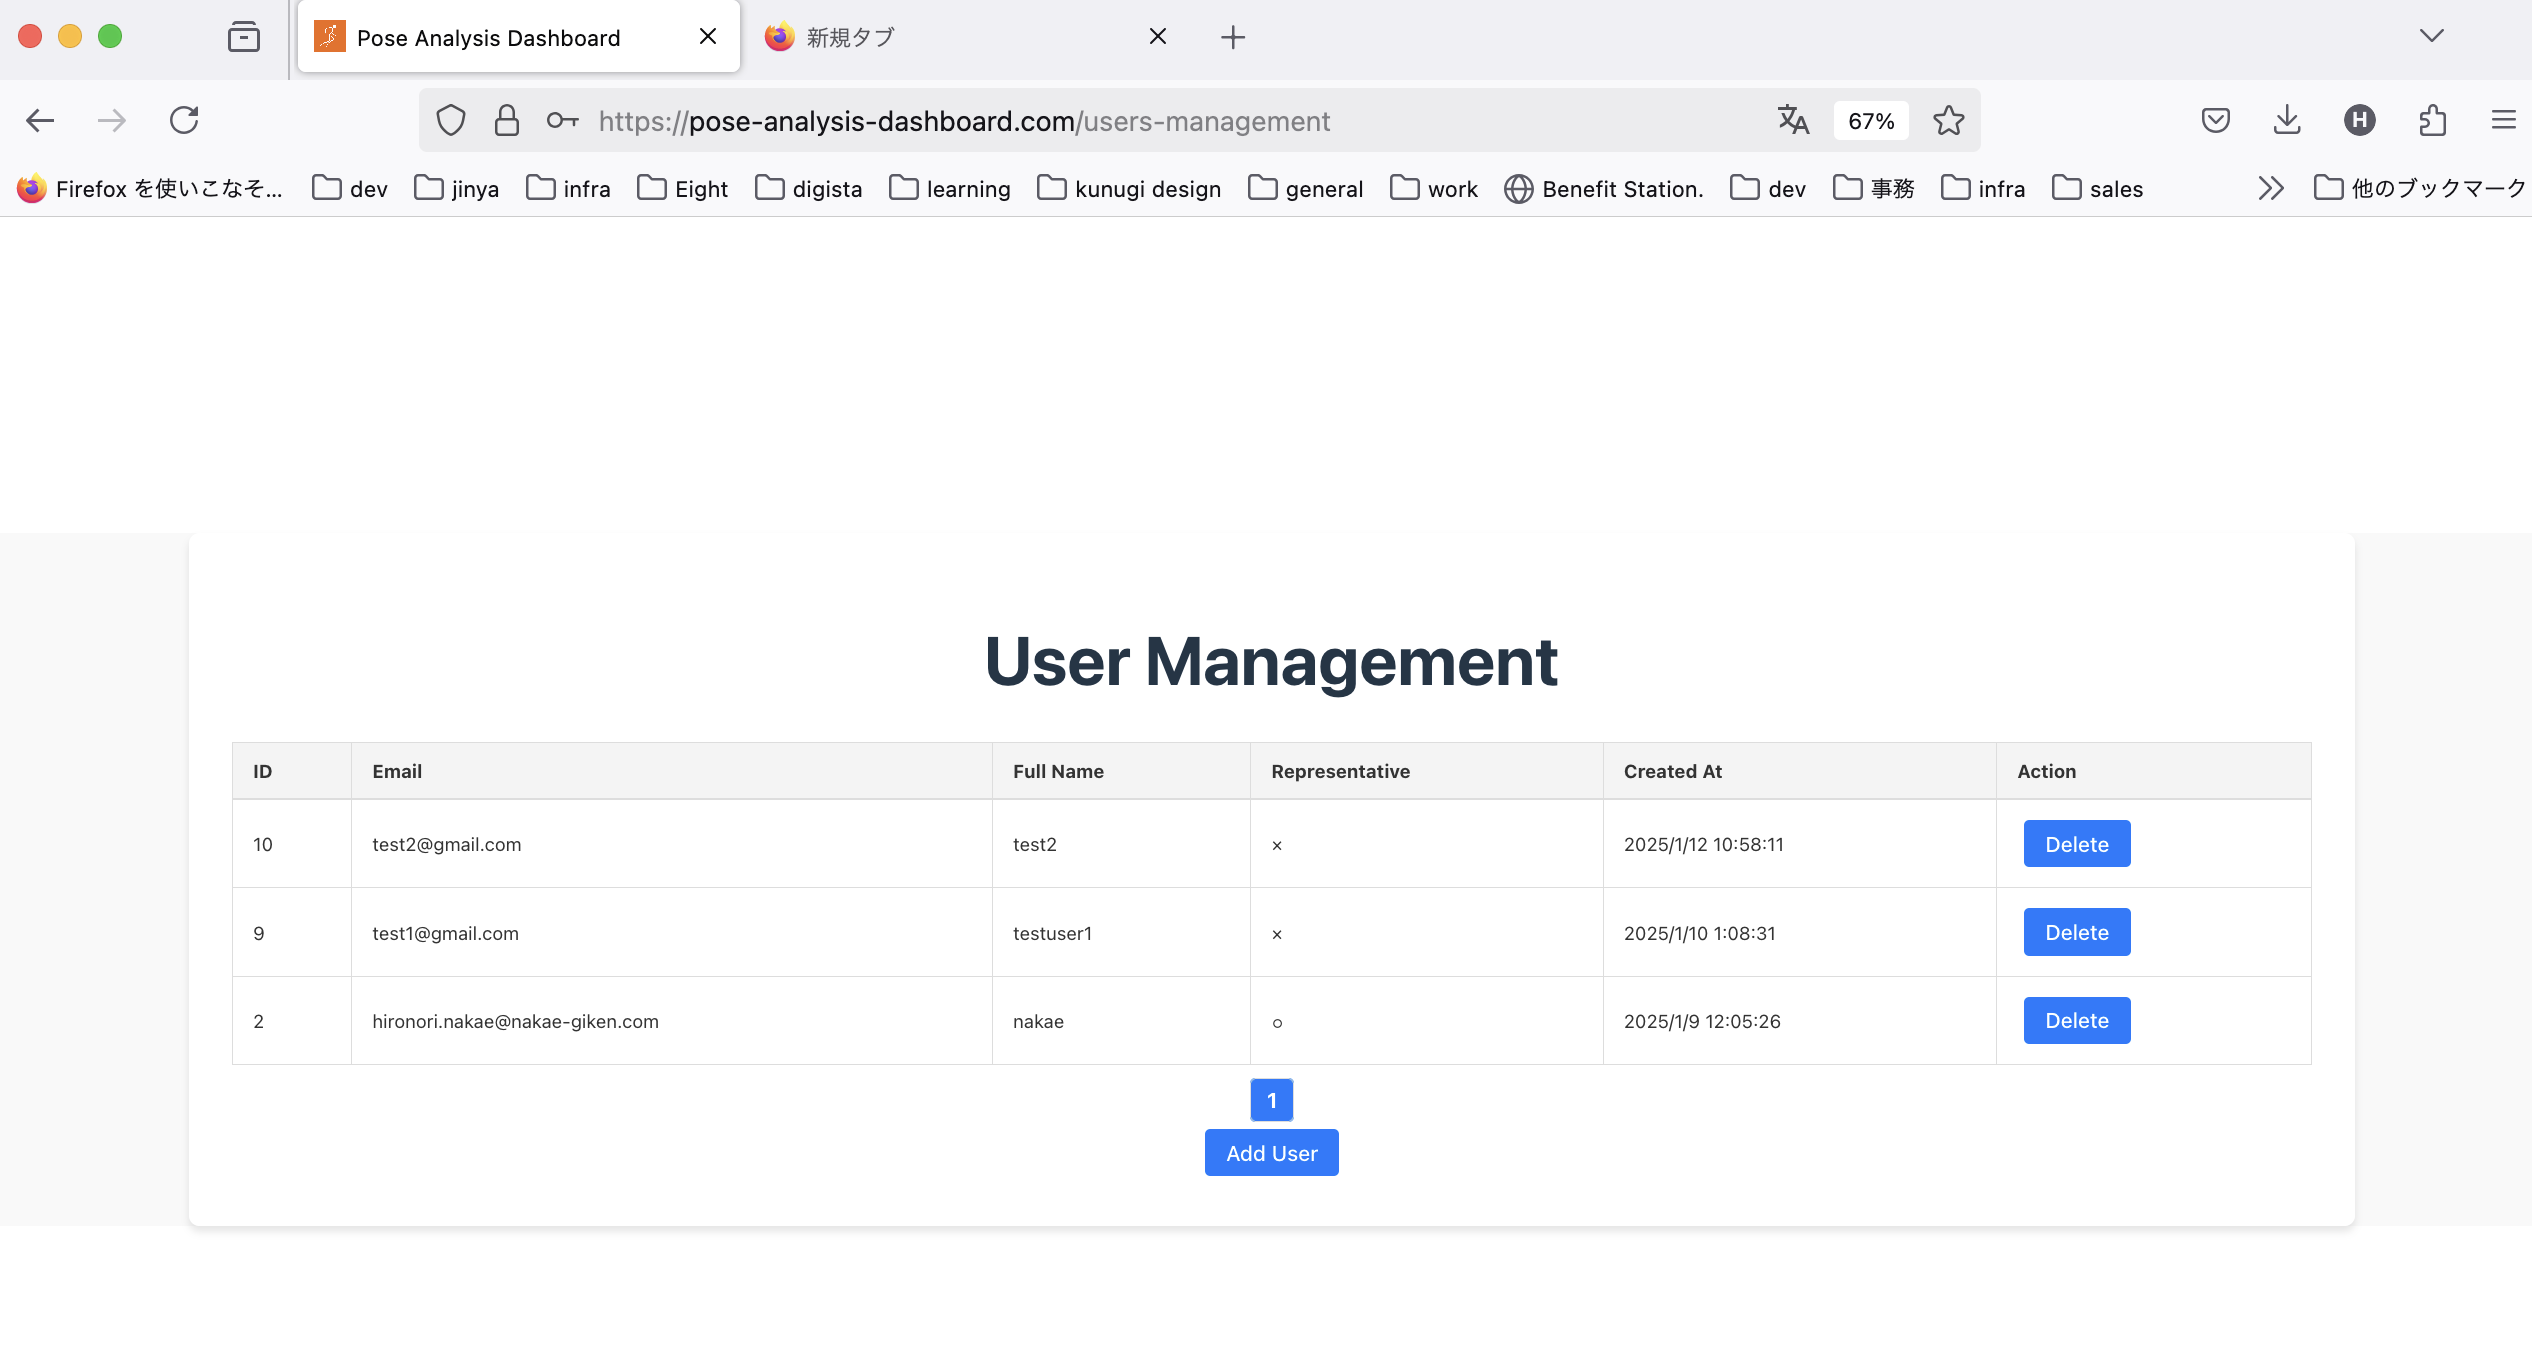 Pose Analysis Dashboard 新規タブ
https://pose-analysis-dashboard.com/users-management 67% H
Firefox を使いこなそ... dev jinya infra Eight digista learning kunugi design general work Benefit Station. dev 事務 infra sales 他のブックマーク
User Management
ID Email Full Name Representative Created At Action
10 test2@gmail.com test2 × 2025/1/12 10:58:11 Delete
9 test1@gmail.com testuser1 × 2025/1/10 1:08:31 Delete
2 hironori.nakae@nakae-giken.com nakae ○ 2025/1/9 12:05:26 Delete
1
Add User